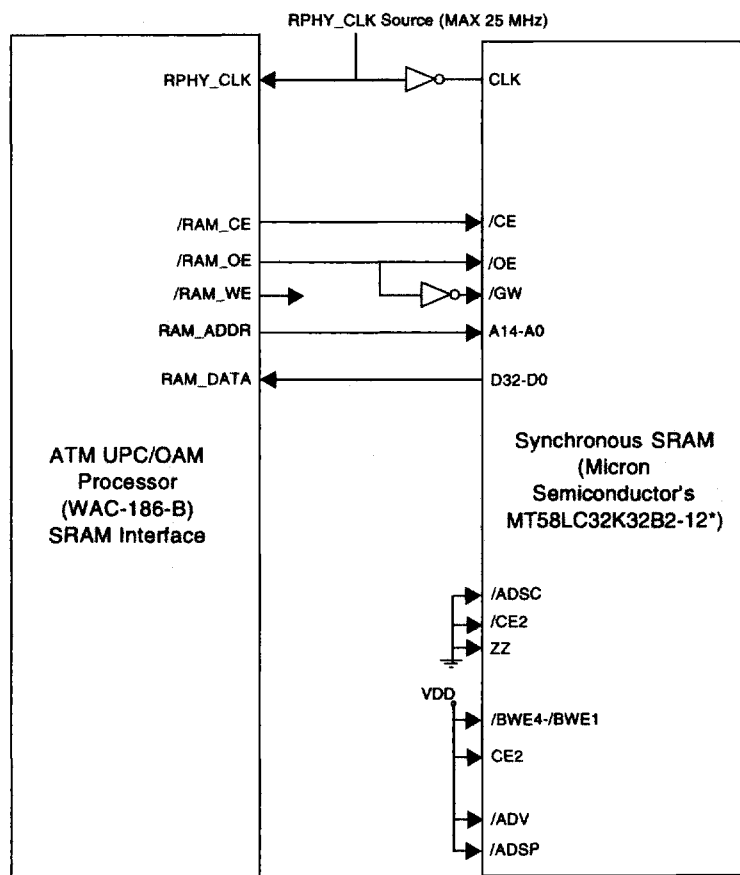 RPHY_CLK Source (MAX 25 MHz)
RPHY_CLK
CLK
/RAM_CE
/CE
/RAM_OE
/OE
/RAM_WE
/GW
RAM_ADDR
A14-A0
RAM_DATA
D32-D0
ATM UPC/OAM
Processor
(WAC-186-B)
SRAM Interface
Synchronous SRAM
(Micron
Semiconductor's
MT58LC32K32B2-12*)
/ADSC
/CE2
ZZ
VDD
/BWE4-/BWE1
CE2
/ADV
/ADSP